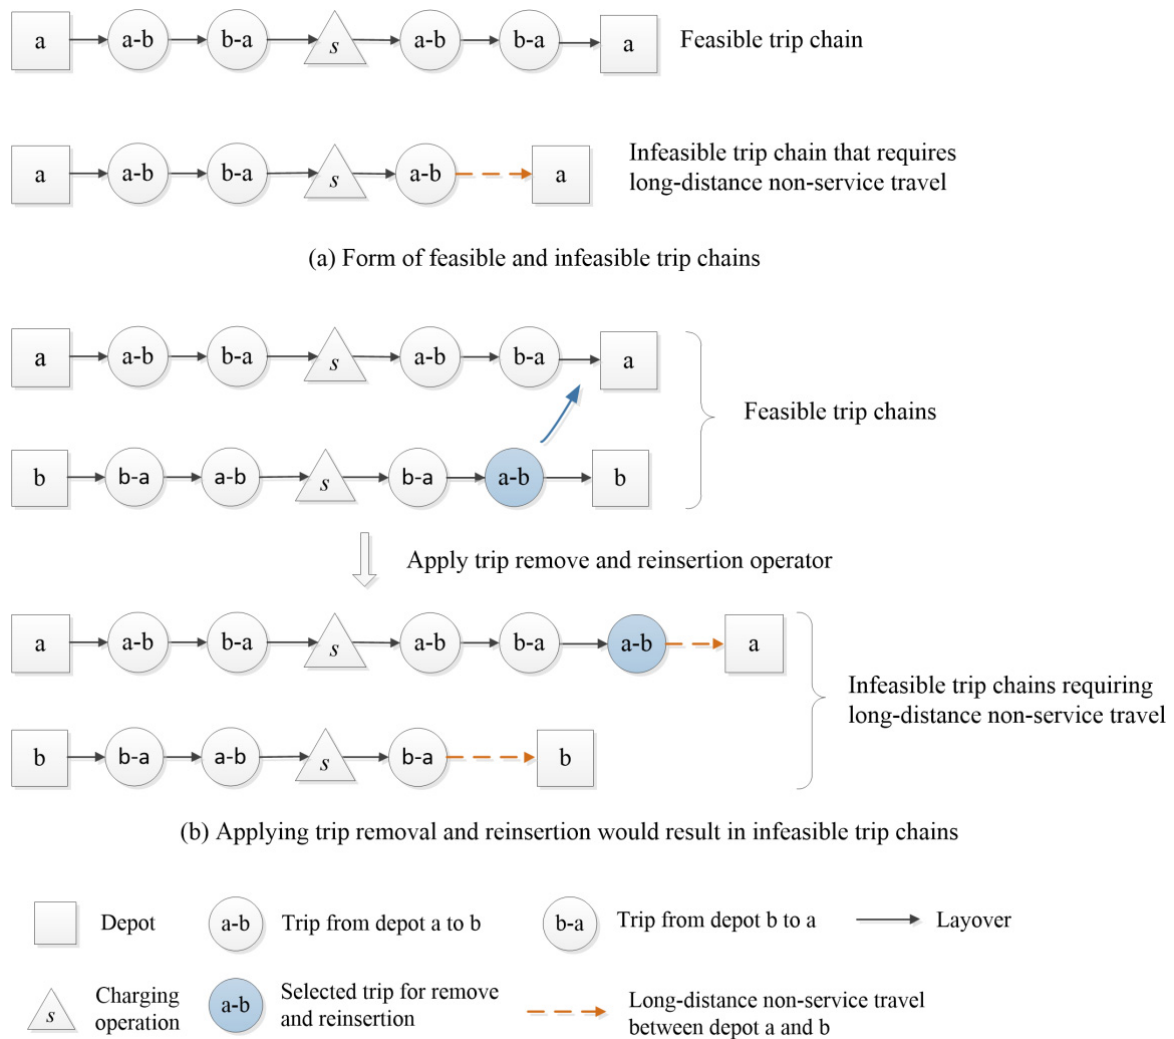 a a-b b-a s a-b b-a a Feasible trip chain
a a-b b-a s a-b a Infeasible trip chain that requires
long-distance non-service travel
(a) Form of feasible and infeasible trip chains
a a-b b-a s a-b b-a a
Feasible trip chains
b b-a a-b s b-a a-b b
Apply trip remove and reinsertion operator
a a-b b-a s a-b b-a a-b a
Infeasible trip chains requiring
long-distance non-service travel
b b-a a-b s b-a b
(b) Applying trip removal and reinsertion would result in infeasible trip chains
Depot a-b Trip from depot a to b b-a Trip from depot b to a Layover
s Charging
operation
a-b Selected trip for remove
and reinsertion
Long-distance non-service travel
between depot a and b